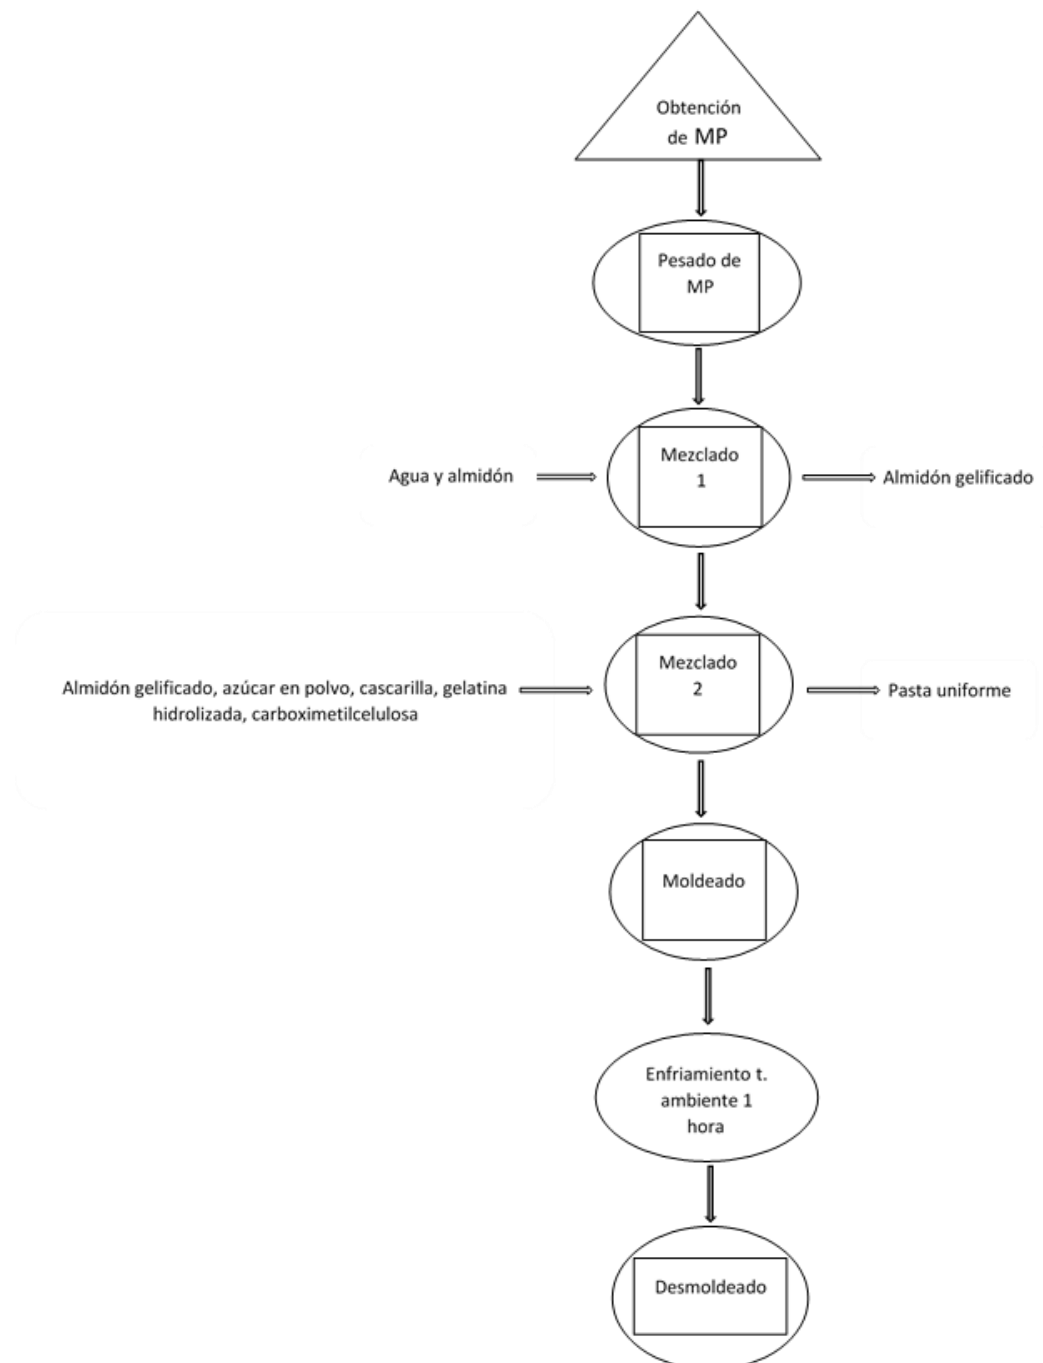 Obtención
de MP
Pesado de
MP
Mezclado
1
Agua y almidón
Almidón gelificado
Mezclado
2
Almidón gelificado, azúcar en polvo, cascarilla, gelatina
hidrolizada, carboximetilcelulosa
Pasta uniforme
Moldeado
Enfriamiento t.
ambiente 1
hora
Desmoldeado